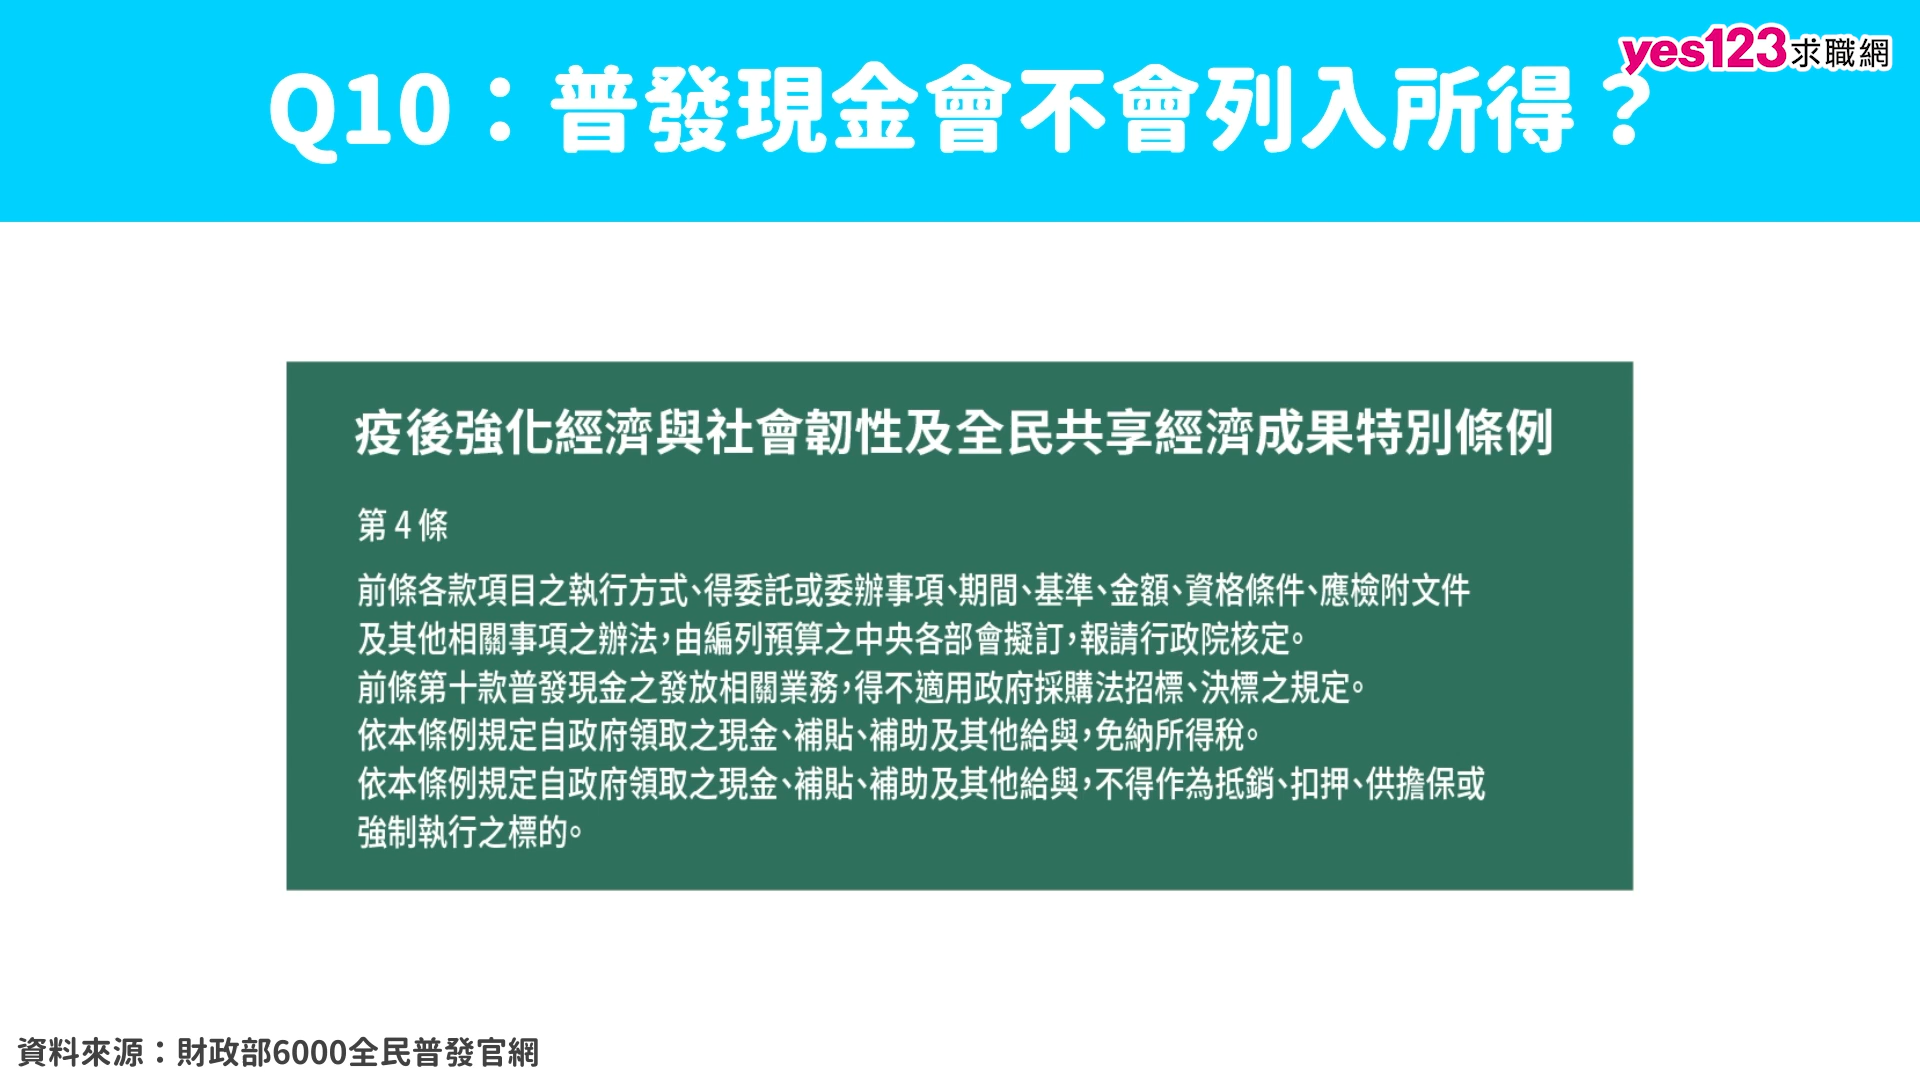 yes123求職網
Q10：普發現金會不會列入所得？
疫後強化經濟與社會韌性及全民共享經濟成果特別條例
第 4 條
前條各款項目之執行方式、得委託或委辦事項、期間、基準、金額、資格條件、應檢附文件
及其他相關事項之辦法，由編列預算之中央各部會擬訂，報請行政院核定。
前條第十款普發現金之發放相關業務，得不適用政府採購法招標、決標之規定。
依本條例規定自政府領取之現金、補貼、補助及其他給與，免納所得稅。
依本條例規定自政府領取之現金、補貼、補助及其他給與，不得作為抵銷、扣押、供擔保或
強制執行之標的。
資料來源：財政部6000全民普發官網